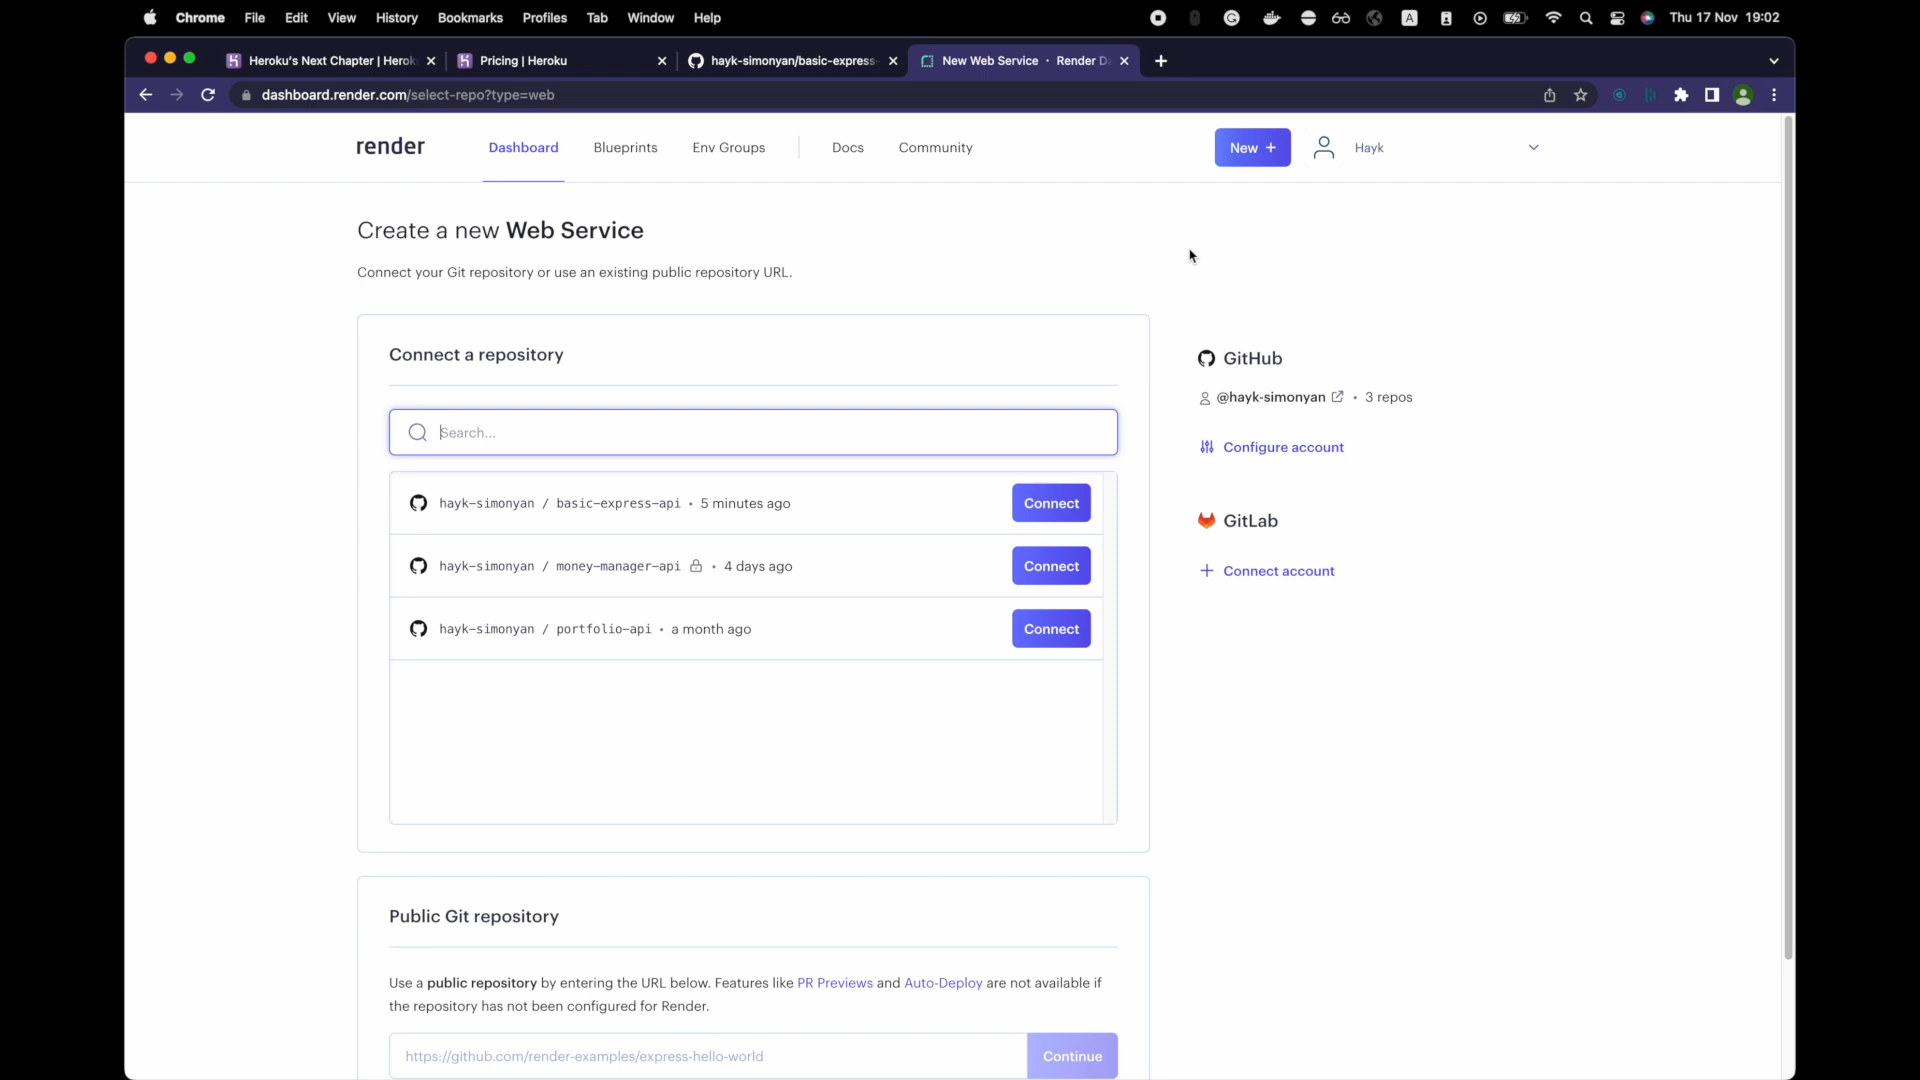 Chrome File Edit View History Bookmarks Profiles Tab Window Help
A
Thu 17 Nov 19:02
Heroku's Next Chapter | Herok
Pricing | Heroku
hayk-simonyan/basic-express-
New Web Service · Render Da
dashboard.render.com/select-repo?type=web
render
Dashboard
Blueprints
Env Groups
Docs
Community
New +
Hayk
Create a new Web Service
Connect your Git repository or use an existing public repository URL.
Connect a repository
Search...
hayk-simonyan / basic-express-api • 5 minutes ago
Connect
hayk-simonyan / money-manager-api • 4 days ago
Connect
hayk-simonyan / portfolio-api • a month ago
Connect
GitHub
@hayk-simonyan • 3 repos
Configure account
GitLab
Connect account
Public Git repository
Use a public repository by entering the URL below. Features like PR Previews and Auto-Deploy are not available if
the repository has not been configured for Render.
https://github.com/render-examples/express-hello-world
Continue